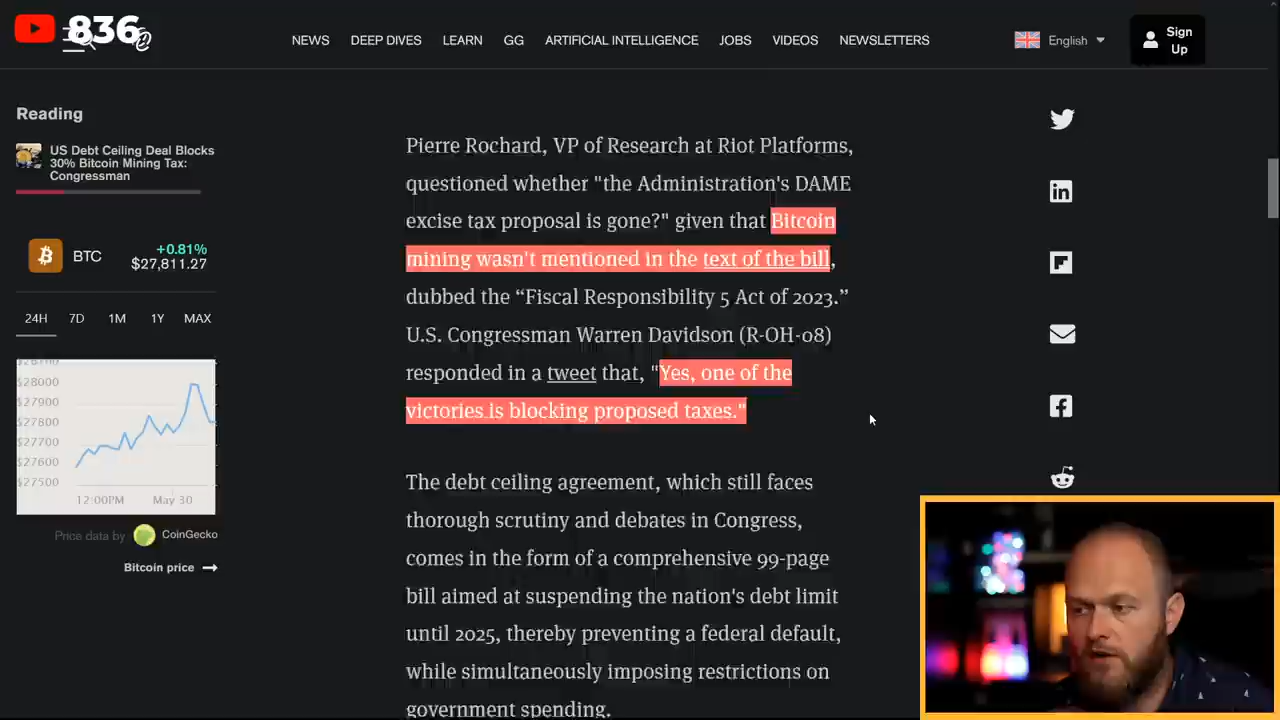 836
NEWS DEEP DIVES LEARN GG ARTIFICIAL INTELLIGENCE JOBS VIDEOS NEWSLETTERS
English
Sign
Up
Reading
US Debt Ceiling Deal Blocks
30% Bitcoin Mining Tax:
Congressman
BTC
+0.81%
$27,811.27
24H 7D 1M 1Y MAX
$28000
$27900
$27800
$27700
$27600
$27500
12:00PM May 30
Price data by CoinGecko
Bitcoin price
Pierre Rochard, VP of Research at Riot Platforms,
questioned whether "the Administration's DAME
excise tax proposal is gone?" given that Bitcoin
mining wasn't mentioned in the text of the bill,
dubbed the “Fiscal Responsibility 5 Act of 2023.”
U.S. Congressman Warren Davidson (R-OH-08)
responded in a tweet that, "Yes, one of the
victories is blocking proposed taxes."
The debt ceiling agreement, which still faces
thorough scrutiny and debates in Congress,
comes in the form of a comprehensive 99-page
bill aimed at suspending the nation's debt limit
until 2025, thereby preventing a federal default,
while simultaneously imposing restrictions on
government spending.